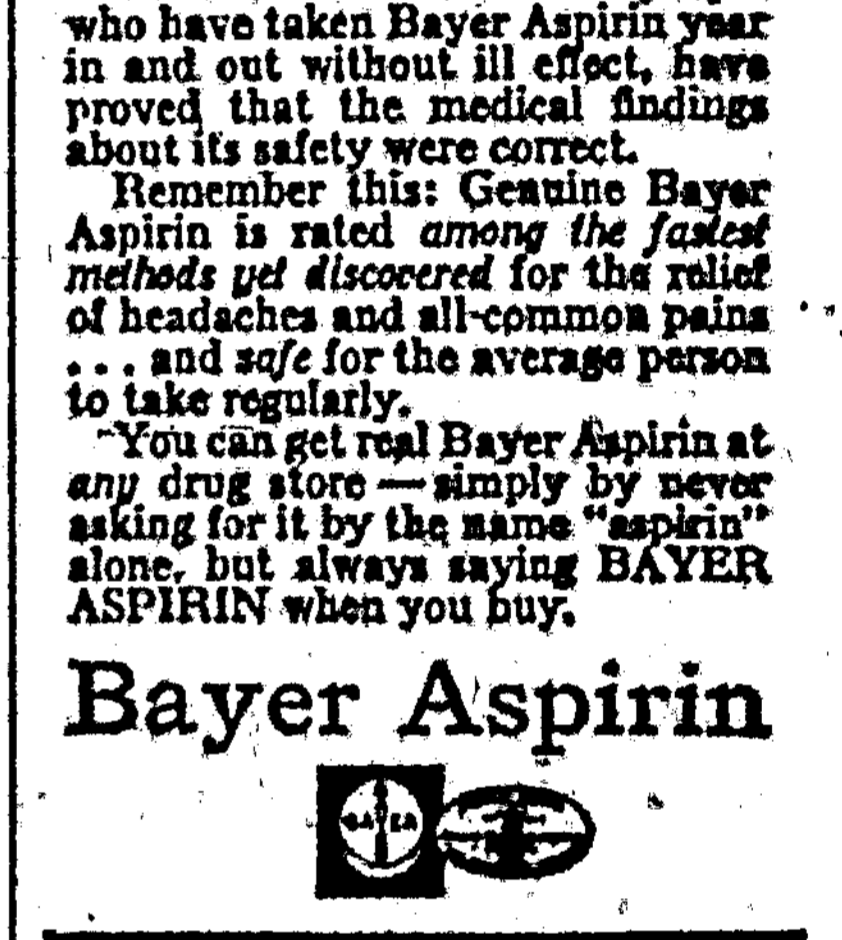 who have taken Bayer Aspirin year
in and out without ill effect, have
proved that the medical findings
about its safety were correct.
Remember this: Genuine Bayer
Aspirin is rated among the fastest
methods yet discovered for the relief
of headaches and all-common pains
. . . and safe for the average person
to take regularly.
You can get real Bayer Aspirin at
any drug store — simply by never
asking for it by the name "aspirin"
alone, but always saying BAYER
ASPIRIN when you buy.
Bayer Aspirin
BAYER